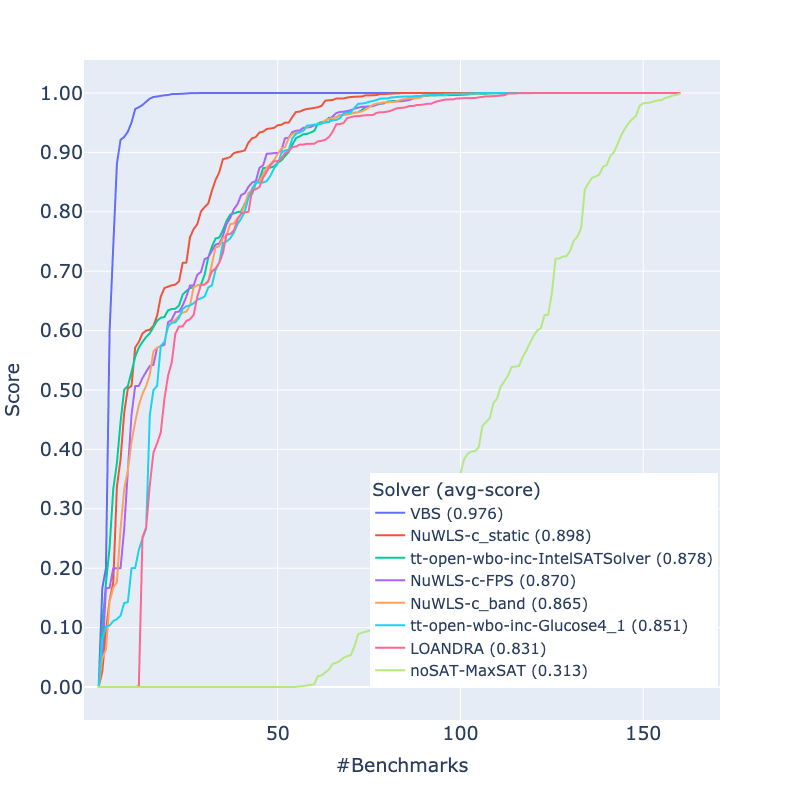 1.00
0.90
0.80
0.70
0.60
0.50
0.40
0.30
0.20
0.10
0.00
Score
Solver (avg-score)
VBS (0.976)
NuWLS-c_static (0.898)
tt-open-wbo-inc-IntelSATSolver (0.878)
NuWLS-c-FPS (0.870)
NuWLS-c_band (0.865)
tt-open-wbo-inc-Glucose4_1 (0.851)
LOANDRA (0.831)
noSAT-MaxSAT (0.313)
50 100 150
#Benchmarks